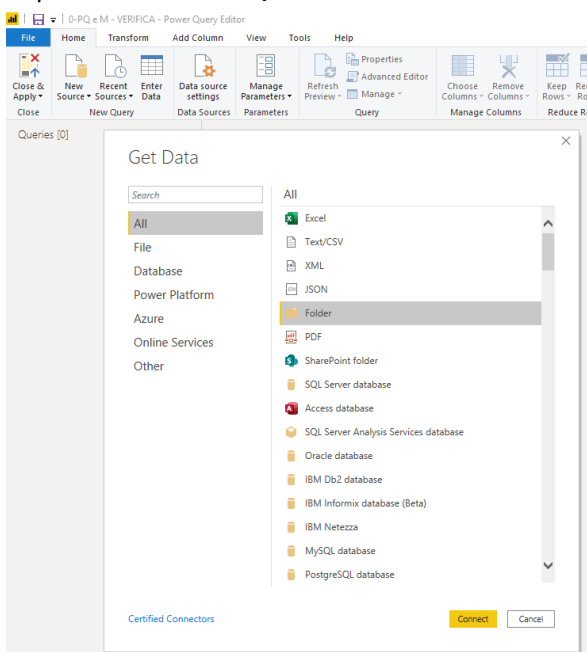 0-PQ e M - VERIFICA - Power Query Editor
File Home Transform Add Column View Tools Help
Close & Apply
New Source
Recent Sources
Enter Data
Data source settings
Manage Parameters
Refresh Preview
Properties
Advanced Editor
Manage
Choose Columns
Remove Columns
Keep Rows
Close
New Query
Data Sources
Parameters
Query
Manage Columns
Queries [0]
Get Data
Search
All
File
Database
Power Platform
Azure
Online Services
Other
All
Excel
Text/CSV
XML
JSON
Folder
PDF
SharePoint folder
SQL Server database
Access database
SQL Server Analysis Services database
Oracle database
IBM Db2 database
IBM Informix database (Beta)
IBM Netezza
MySQL database
PostgreSQL database
Certified Connectors
Connect
Cancel